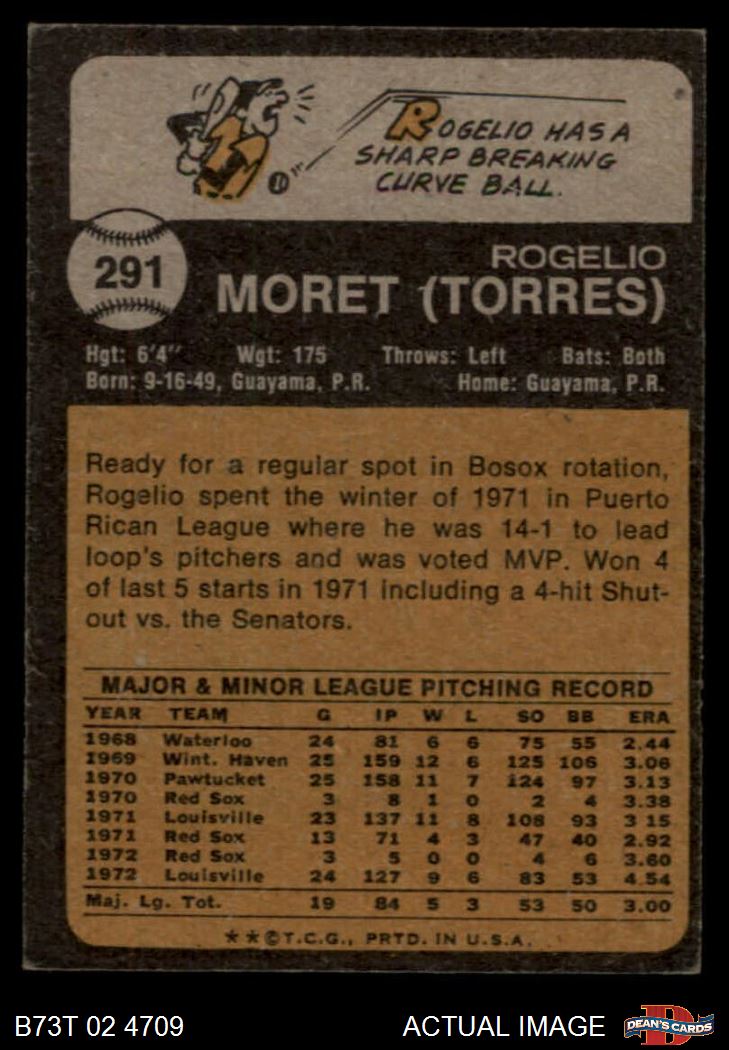 ROGELIO HAS A
SHARP BREAKING
CURVE BALL.
291
ROGELIO
MORET (TORRES)
Hgt: 6'4" Wgt: 175 Throws: Left Bats: Both
Born: 9-16-49, Guayama, P.R. Home: Guayama, P.R.
Ready for a regular spot in Bosox rotation,
Rogelio spent the winter of 1971 in Puerto
Rican League where he was 14-1 to lead
loop's pitchers and was voted MVP. Won 4
of last 5 starts in 1971 including a 4-hit Shut-
out vs. the Senators.
MAJOR & MINOR LEAGUE PITCHING RECORD
YEAR TEAM G IP W L SO BB ERA
1968 Waterloo 24 81 6 6 75 55 2.44
1969 Wint. Haven 25 159 12 6 125 106 3.06
1970 Pawtucket 25 158 11 7 124 97 3.13
1970 Red Sox 3 8 1 0 2 4 3.38
1971 Louisville 23 137 11 8 108 93 3 15
1971 Red Sox 13 71 4 3 47 40 2.92
1972 Red Sox 3 5 0 0 4 6 3.60
1972 Louisville 24 127 9 6 83 53 4.54
Maj. Lg. Tot. 19 84 5 3 53 50 3.00
**©T.C.G., PRTD. IN U.S.A.
B73T 02 4709 ACTUAL IMAGE
D
DEAN'S CARDS